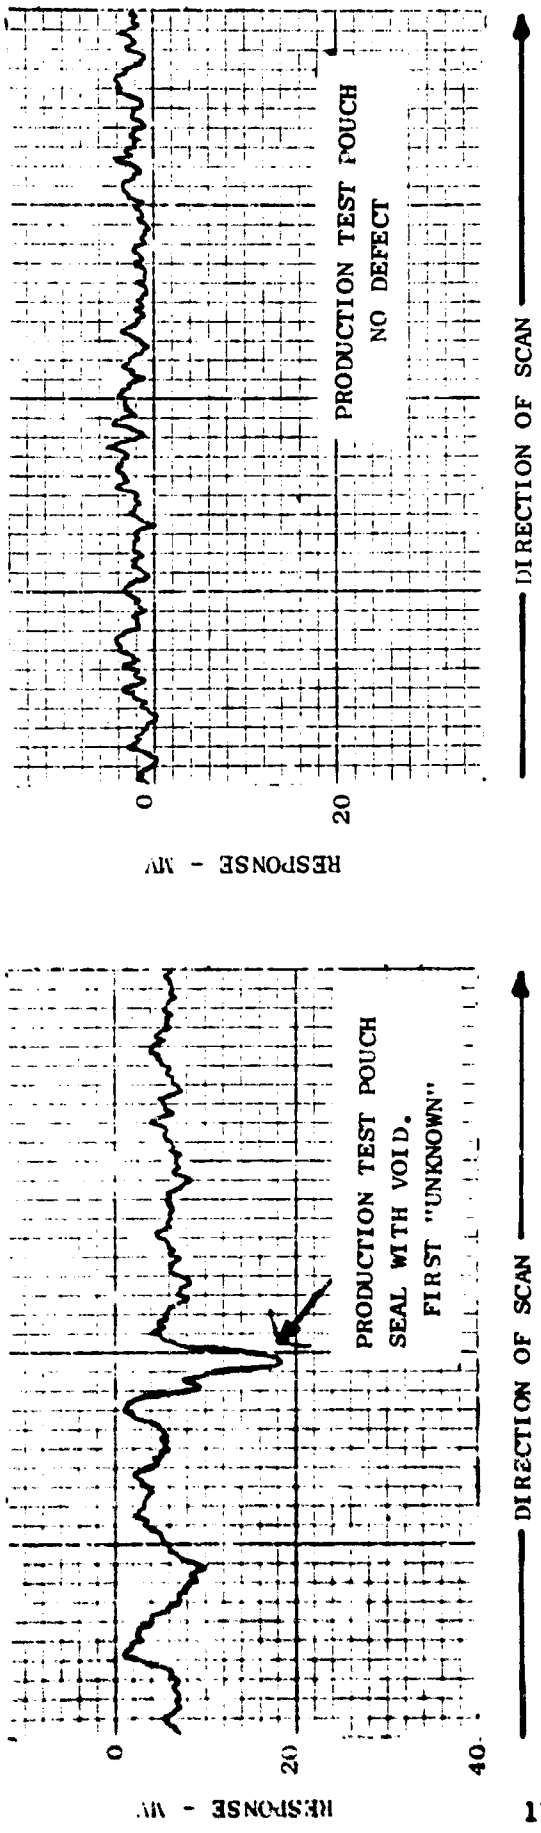 RESPONSE - MV
0
20
PRODUCTION TEST POUCH
NO DEFECT
DIRECTION OF SCAN
RESPONSE - MV
0
20
40
PRODUCTION TEST POUCH
SEAL WITH VOID.
FIRST "UNKNOWN"
DIRECTION OF SCAN